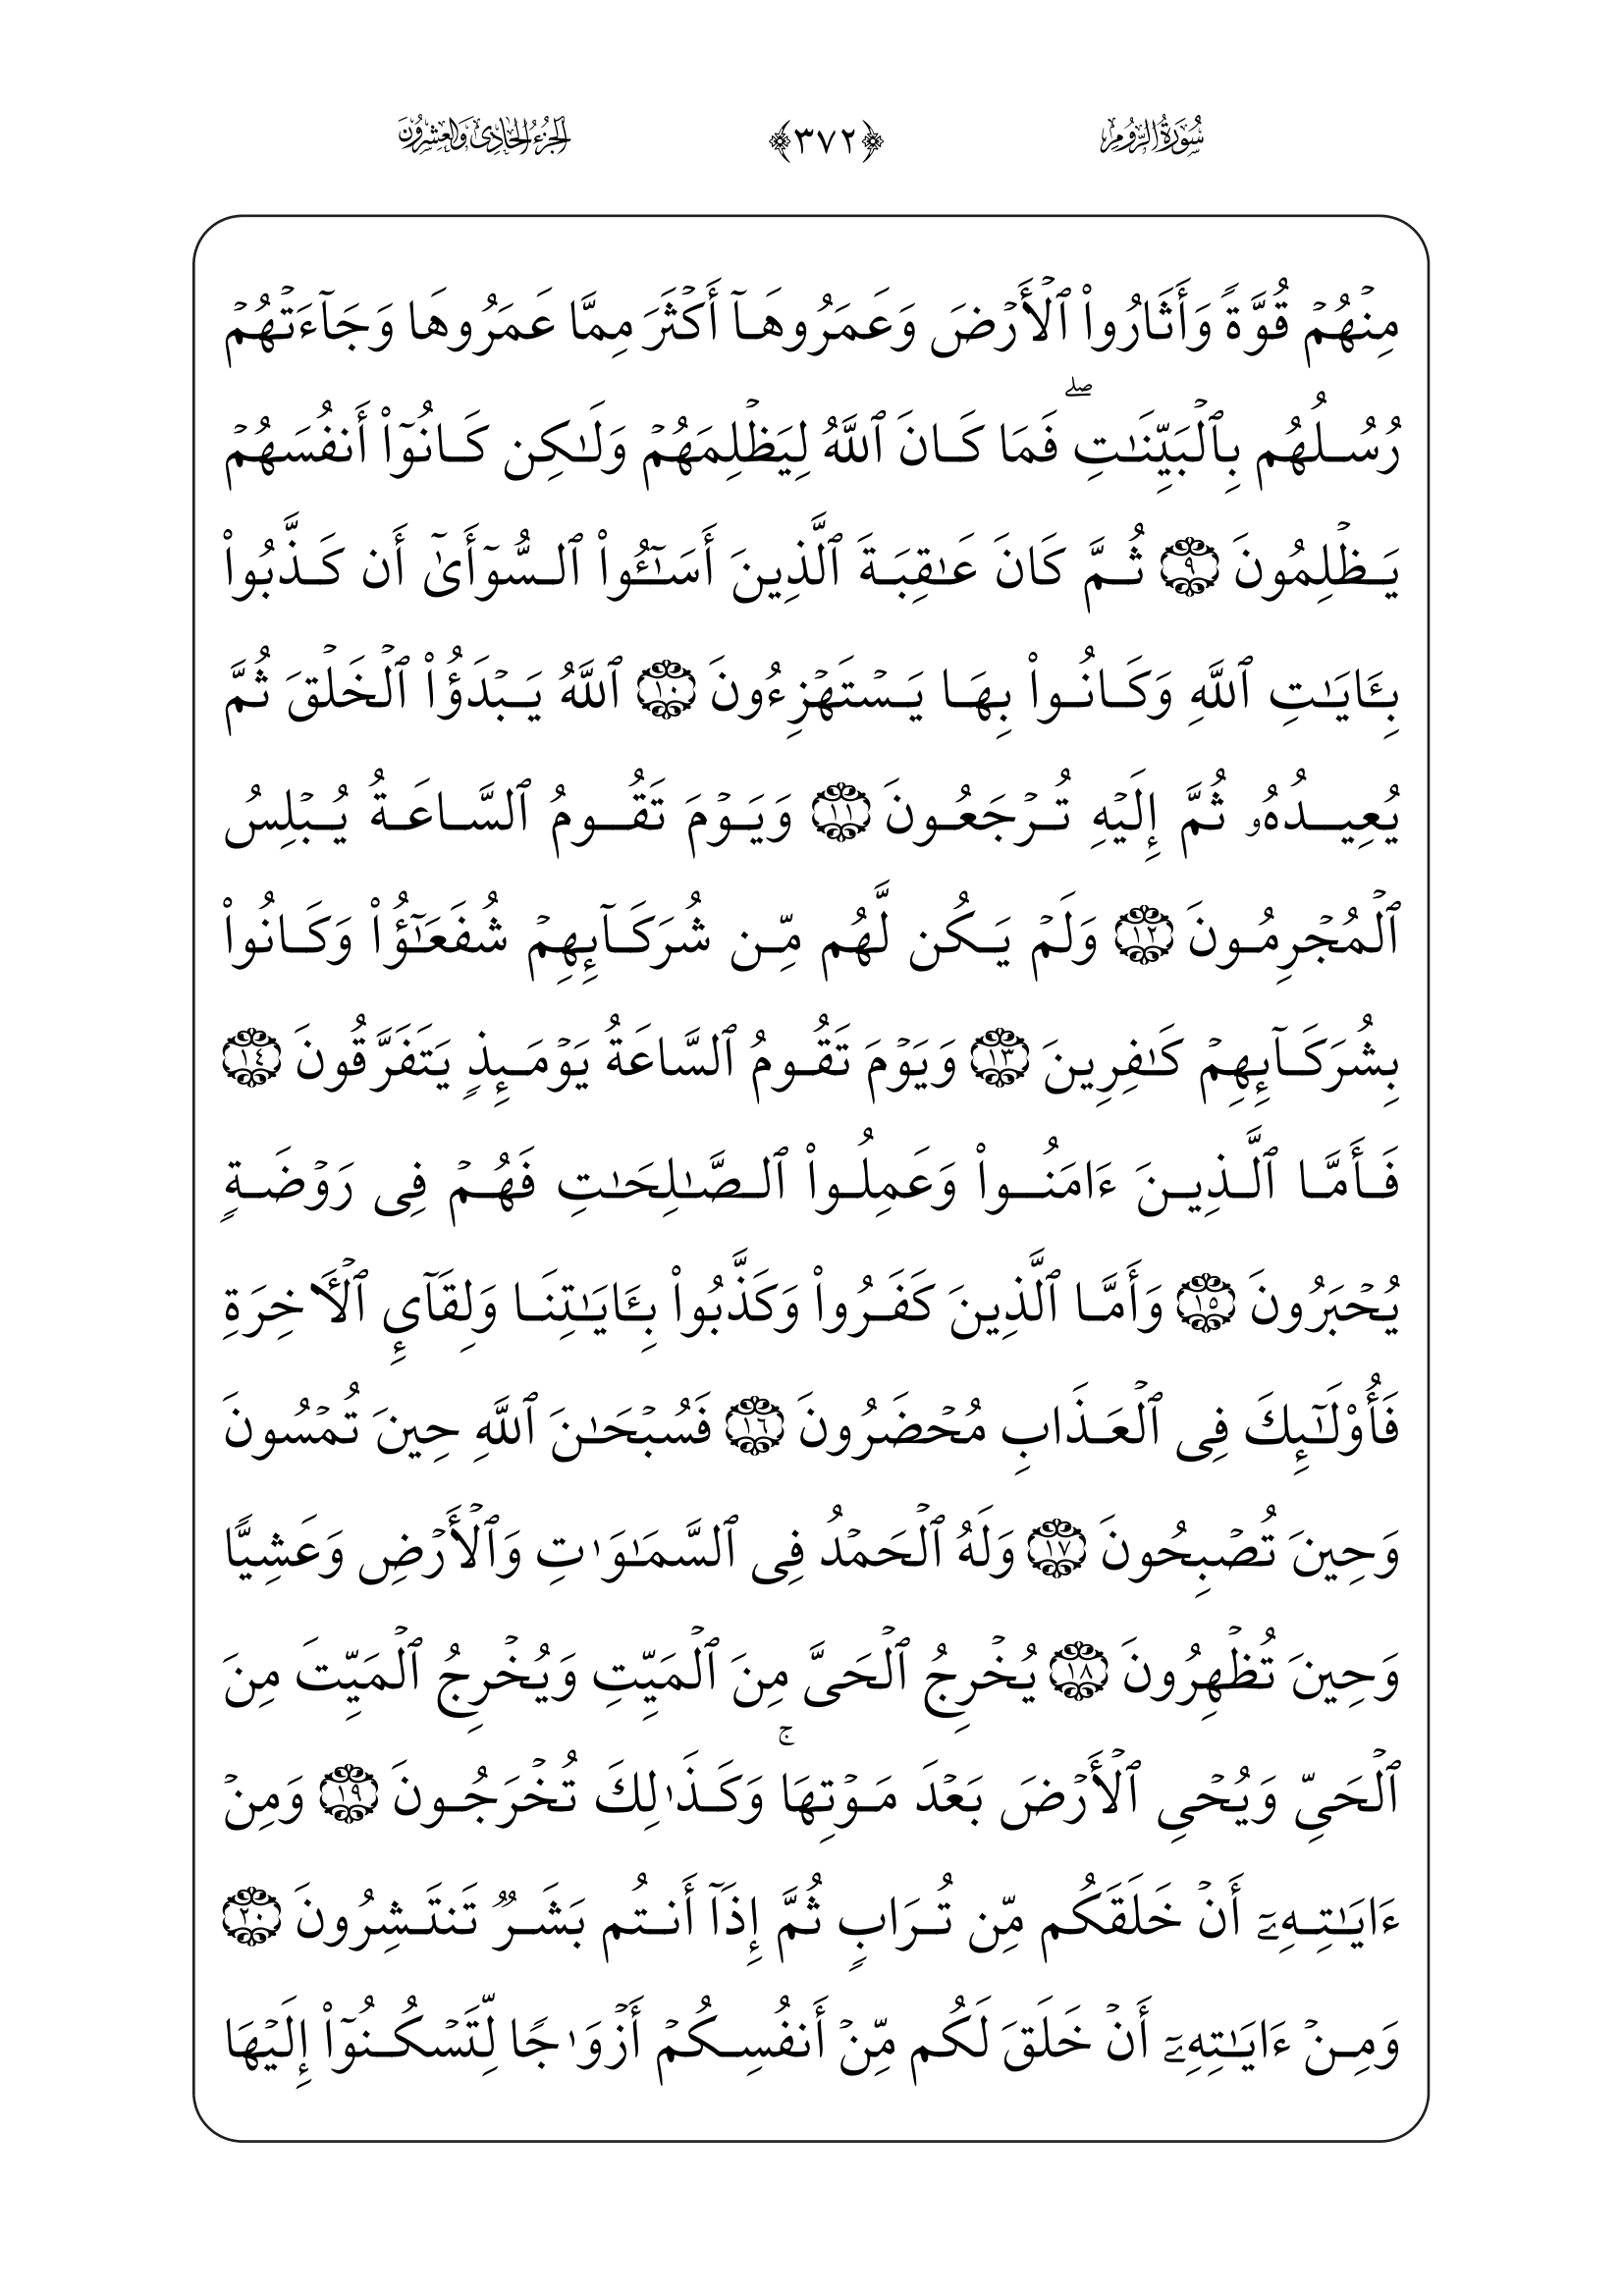 سُورَةُ الرُّومِ ﴿٣٧٢﴾ الجُزْءُ الحَادِي وَالعِشْرُونَ
مِنۡهُمۡ قُوَّةٗ وَأَثَارُواْ ٱلۡأَرۡضَ وَعَمَرُوهَآ أَكۡثَرَ مِمَّا عَمَرُوهَا وَجَآءَتۡهُمۡ
رُسُلُهُم بِٱلۡبَيِّنَٰتِۖ فَمَا كَانَ ٱللَّهُ لِيَظۡلِمَهُمۡ وَلَٰكِن كَانُوٓاْ أَنفُسَهُمۡ
يَظۡلِمُونَ ٩ ثُمَّ كَانَ عَٰقِبَةَ ٱلَّذِينَ أَسَٰٓـُٔواْ ٱلسُّوٓأَىٰٓ أَن كَذَّبُواْ
بِـَٔايَٰتِ ٱللَّهِ وَكَانُواْ بِهَا يَسۡتَهۡزِءُونَ ١٠ ٱللَّهُ يَبۡدَؤُاْ ٱلۡخَلۡقَ ثُمَّ
يُعِيدُهُۥ ثُمَّ إِلَيۡهِ تُرۡجَعُونَ ١١ وَيَوۡمَ تَقُومُ ٱلسَّاعَةُ يُبۡلِسُ
ٱلۡمُجۡرِمُونَ ١٢ وَلَمۡ يَكُن لَّهُم مِّن شُرَكَآئِهِمۡ شُفَعَٰٓؤُاْ وَكَانُواْ
بِشُرَكَآئِهِمۡ كَٰفِرِينَ ١٣ وَيَوۡمَ تَقُومُ ٱلسَّاعَةُ يَوۡمَئِذٖ يَتَفَرَّقُونَ ١٤
فَأَمَّا ٱلَّذِينَ ءَامَنُواْ وَعَمِلُواْ ٱلصَّٰلِحَٰتِ فَهُمۡ فِي رَوۡضَةٖ
يُحۡبَرُونَ ١٥ وَأَمَّا ٱلَّذِينَ كَفَرُواْ وَكَذَّبُواْ بِـَٔايَٰتِنَا وَلِقَآيِٕ ٱلۡأٓخِرَةِ
فَأُوْلَٰٓئِكَ فِي ٱلۡعَذَابِ مُحۡضَرُونَ ١٦ فَسُبۡحَٰنَ ٱللَّهِ حِينَ تُمۡسُونَ
وَحِينَ تُصۡبِحُونَ ١٧ وَلَهُ ٱلۡحَمۡدُ فِي ٱلسَّمَٰوَٰتِ وَٱلۡأَرۡضِ وَعَشِيّٗا
وَحِينَ تُظۡهِرُونَ ١٨ يُخۡرِجُ ٱلۡحَيَّ مِنَ ٱلۡمَيِّتِ وَيُخۡرِجُ ٱلۡمَيِّتَ مِنَ
ٱلۡحَيِّ وَيُحۡيِ ٱلۡأَرۡضَ بَعۡدَ مَوۡتِهَاۚ وَكَذَٰلِكَ تُخۡرَجُونَ ١٩ وَمِنۡ
ءَايَٰتِهِۦٓ أَنۡ خَلَقَكُم مِّن تُرَابٖ ثُمَّ إِذَآ أَنتُم بَشَرٞ تَنتَشِرُونَ ٢٠
وَمِنۡ ءَايَٰتِهِۦٓ أَنۡ خَلَقَ لَكُم مِّنۡ أَنفُسِكُمۡ أَزۡوَٰجٗا لِّتَسۡكُنُوٓاْ إِلَيۡهَا